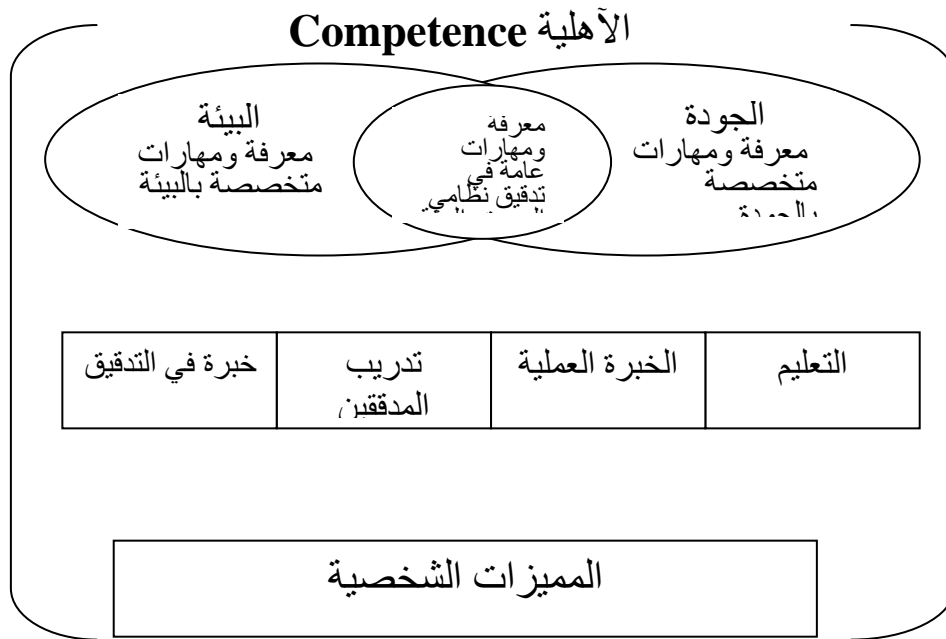 الآهلية Competence
الجودة
معرفة ومهارات
متخصصة
بالجودة
معرفة
ومهارات
عامة في
تدقيق نظامي
البيئة
معرفة ومهارات
متخصصة بالبيئة
التعليم
الخبرة العملية
تدريب
المدققين
خبرة في التدقيق
المميزات الشخصية